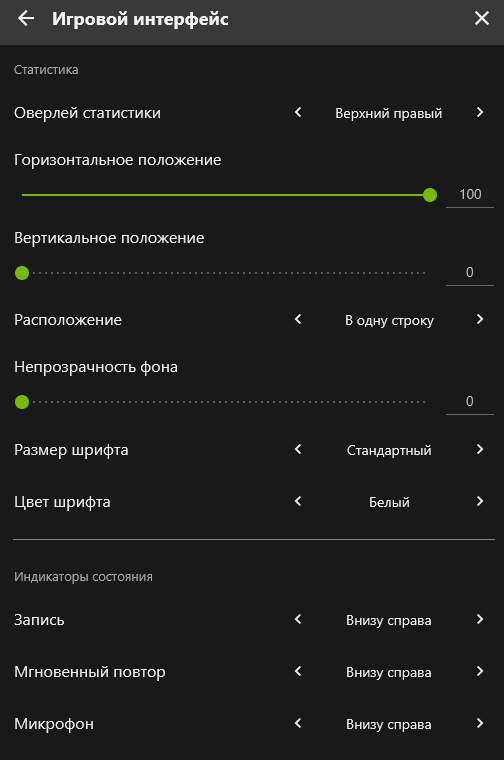 Игровой интерфейс
Статистика
Оверлей статистики Верхний правый
Горизонтальное положение
100
Вертикальное положение
0
Расположение В одну строку
Непрозрачность фона
0
Размер шрифта Стандартный
Цвет шрифта Белый
Индикаторы состояния
Запись Внизу справа
Мгновенный повтор Внизу справа
Микрофон Внизу справа